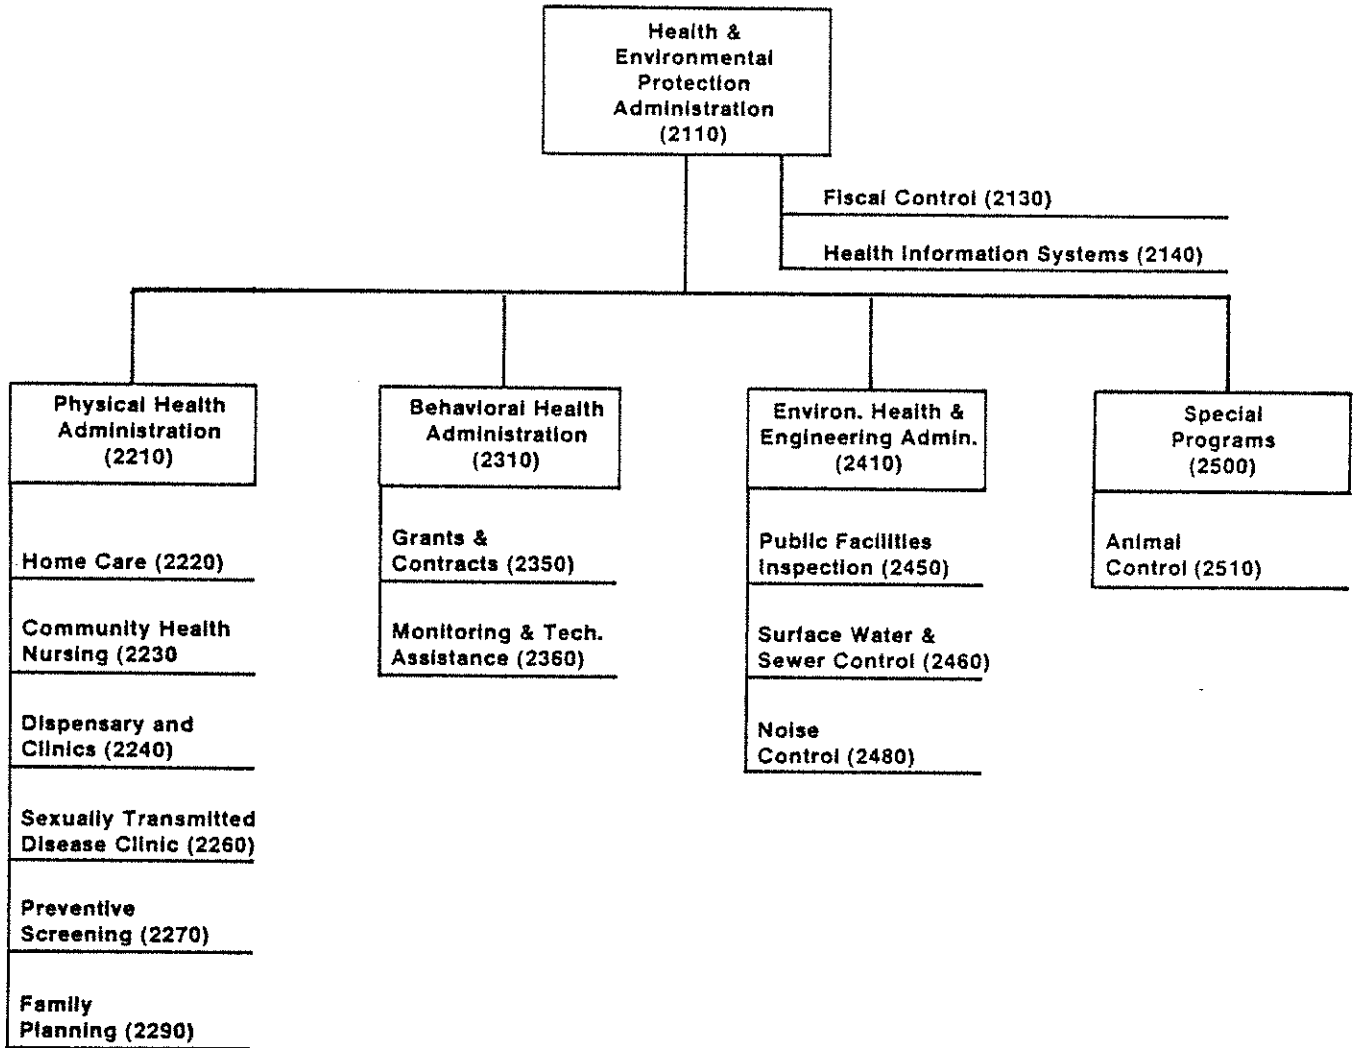 Health &
Environmental
Protection
Administration
(2110)
Fiscal Control (2130)
Health Information Systems (2140)
Physical Health
Administration
(2210)
Home Care (2220)
Community Health
Nursing (2230
Dispensary and
Clinics (2240)
Sexually Transmitted
Disease Clinic (2260)
Preventive
Screening (2270)
Family
Planning (2290)
Behavioral Health
Administration
(2310)
Grants &
Contracts (2350)
Monitoring & Tech.
Assistance (2360)
Environ. Health &
Engineering Admin.
(2410)
Public Facilities
Inspection (2450)
Surface Water &
Sewer Control (2460)
Noise
Control (2480)
Special
Programs
(2500)
Animal
Control (2510)